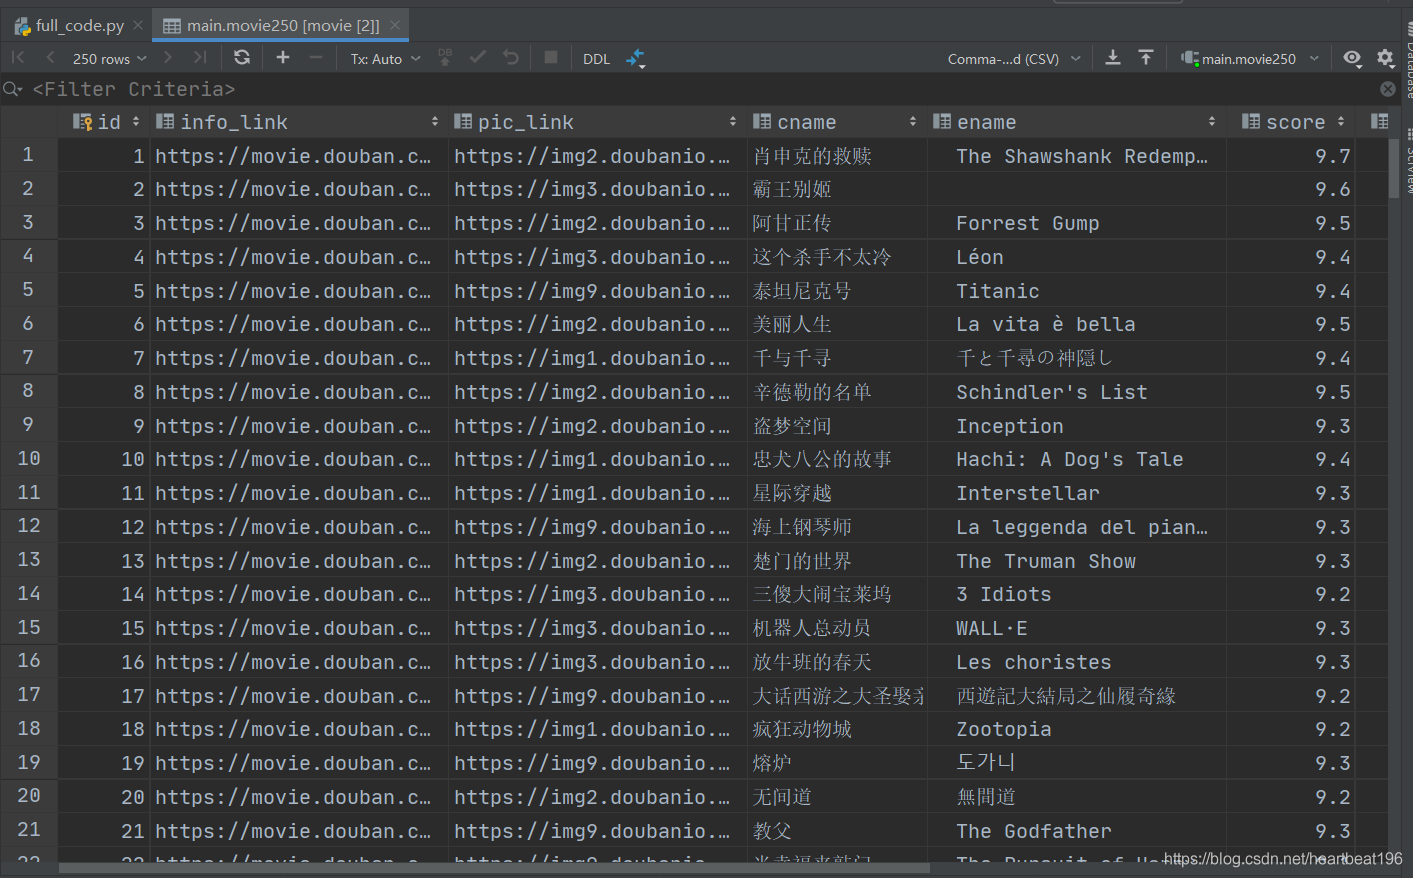 full_code.py main.movie250 [movie [2]]
250 rows Tx: Auto DB DDL Comma-...d (CSV) main.movie250
<Filter Criteria>
id info_link pic_link cname ename score
1 1 https://movie.douban.c… https://img2.doubanio.… 肖申克的救赎 The Shawshank Redemp… 9.7
2 2 https://movie.douban.c… https://img3.doubanio.… 霸王别姬 9.6
3 3 https://movie.douban.c… https://img2.doubanio.… 阿甘正传 Forrest Gump 9.5
4 4 https://movie.douban.c… https://img3.doubanio.… 这个杀手不太冷 Léon 9.4
5 5 https://movie.douban.c… https://img9.doubanio.… 泰坦尼克号 Titanic 9.4
6 6 https://movie.douban.c… https://img2.doubanio.… 美丽人生 La vita è bella 9.5
7 7 https://movie.douban.c… https://img1.doubanio.… 千与千寻 千と千尋の神隠し 9.4
8 8 https://movie.douban.c… https://img2.doubanio.… 辛德勒的名单 Schindler's List 9.5
9 9 https://movie.douban.c… https://img2.doubanio.… 盗梦空间 Inception 9.3
10 10 https://movie.douban.c… https://img1.doubanio.… 忠犬八公的故事 Hachi: A Dog's Tale 9.4
11 11 https://movie.douban.c… https://img1.doubanio.… 星际穿越 Interstellar 9.3
12 12 https://movie.douban.c… https://img9.doubanio.… 海上钢琴师 La leggenda del pian… 9.3
13 13 https://movie.douban.c… https://img2.doubanio.… 楚门的世界 The Truman Show 9.3
14 14 https://movie.douban.c… https://img3.doubanio.… 三傻大闹宝莱坞 3 Idiots 9.2
15 15 https://movie.douban.c… https://img3.doubanio.… 机器人总动员 WALL·E 9.3
16 16 https://movie.douban.c… https://img3.doubanio.… 放牛班的春天 Les choristes 9.3
17 17 https://movie.douban.c… https://img9.doubanio.… 大话西游之大圣娶亲 西遊記大結局之仙履奇緣 9.2
18 18 https://movie.douban.c… https://img1.doubanio.… 疯狂动物城 Zootopia 9.2
19 19 https://movie.douban.c… https://img9.doubanio.… 熔炉 도가니 9.3
20 20 https://movie.douban.c… https://img2.doubanio.… 无间道 無間道 9.2
21 21 https://movie.douban.c… https://img9.doubanio.… 教父 The Godfather 9.3
Database
SciView
https://blog.csdn.net/heartbeat196